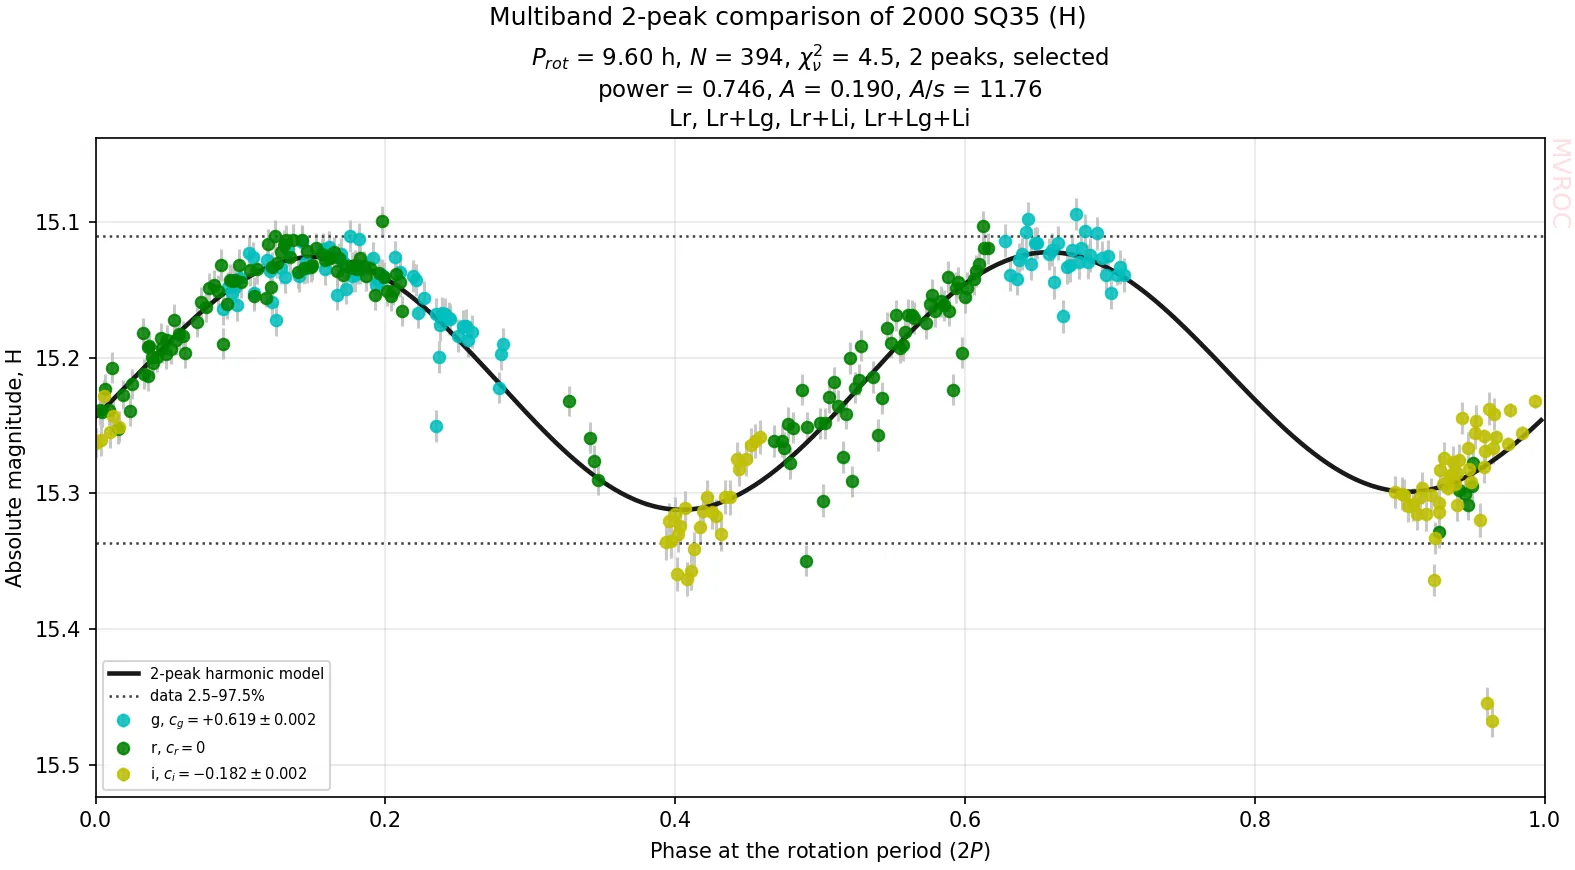 Multiband 2-peak comparison of 2000 SQ35 (H)
P_rot = 9.60 h, N = 394, χ²_ν = 4.5, 2 peaks, selected
power = 0.746, A = 0.190, A/s = 11.76
Lr, Lr+Lg, Lr+Li, Lr+Lg+Li
MVROC
Absolute magnitude, H
15.1
15.2
15.3
15.4
15.5
2-peak harmonic model
data 2.5–97.5%
g, c_g = +0.619 ± 0.002
r, c_r = 0
i, c_i = −0.182 ± 0.002
0.0 0.2 0.4 0.6 0.8 1.0
Phase at the rotation period (2P)